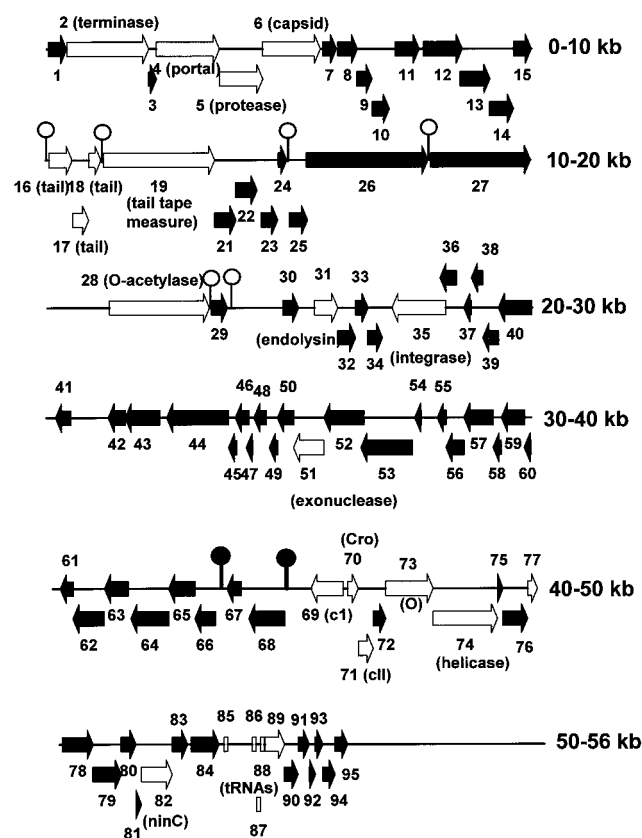 2 (terminase) 6 (capsid)
0-10 kb
1 3 4 (portal) 7 8 11 12 15
5 (protease) 9 13
10 14
10-20 kb
16 (tail) 18 (tail) 19 24 26 27
(tail tape measure) 22
17 (tail) 21 23 25
36 38
28 (O-acetylase) 30 31 33
20-30 kb
29 (endolysin) 35 37 40
32 34 (integrase) 39
41 46 48 50 54 55
30-40 kb
42 43 44 52 57 59
45 47 49 51 53 56 58 60
(exonuclease)
(Cro)
61 70 73 75 77
40-50 kb
63 65 67 69 (c1) (O)
62 64 66 68 72 74 76
71 (cII) (helicase)
83 85 86 89 91 93
50-56 kb
78 80 84 88 95
79 82 (tRNAs) 90 92 94
81 (ninC) 87